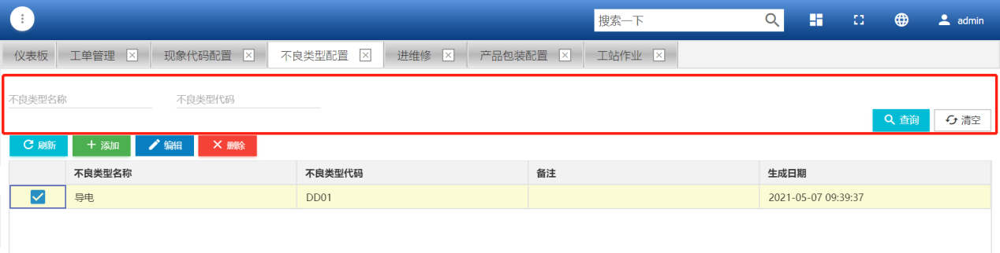 搜索一下 admin
仪表板 工单管理 现象代码配置 不良类型配置 进维修 产品包装配置 工站作业
不良类型名称 不良类型代码
查询 清空
刷新 添加 编辑 删除
不良类型名称 不良类型代码 备注 生成日期
导电 DD01 2021-05-07 09:39:37